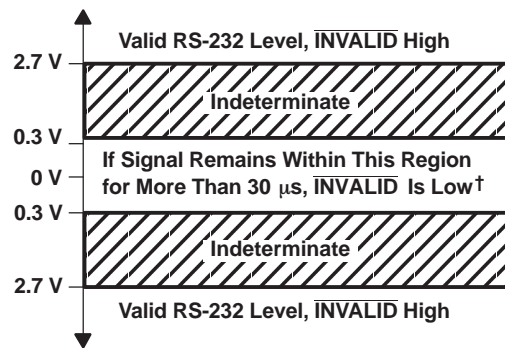 Valid RS-232 Level, INVALID High
2.7 V
Indeterminate
0.3 V
If Signal Remains Within This Region
0 V
for More Than 30 μs, INVALID Is Low†
0.3 V
Indeterminate
2.7 V
Valid RS-232 Level, INVALID High